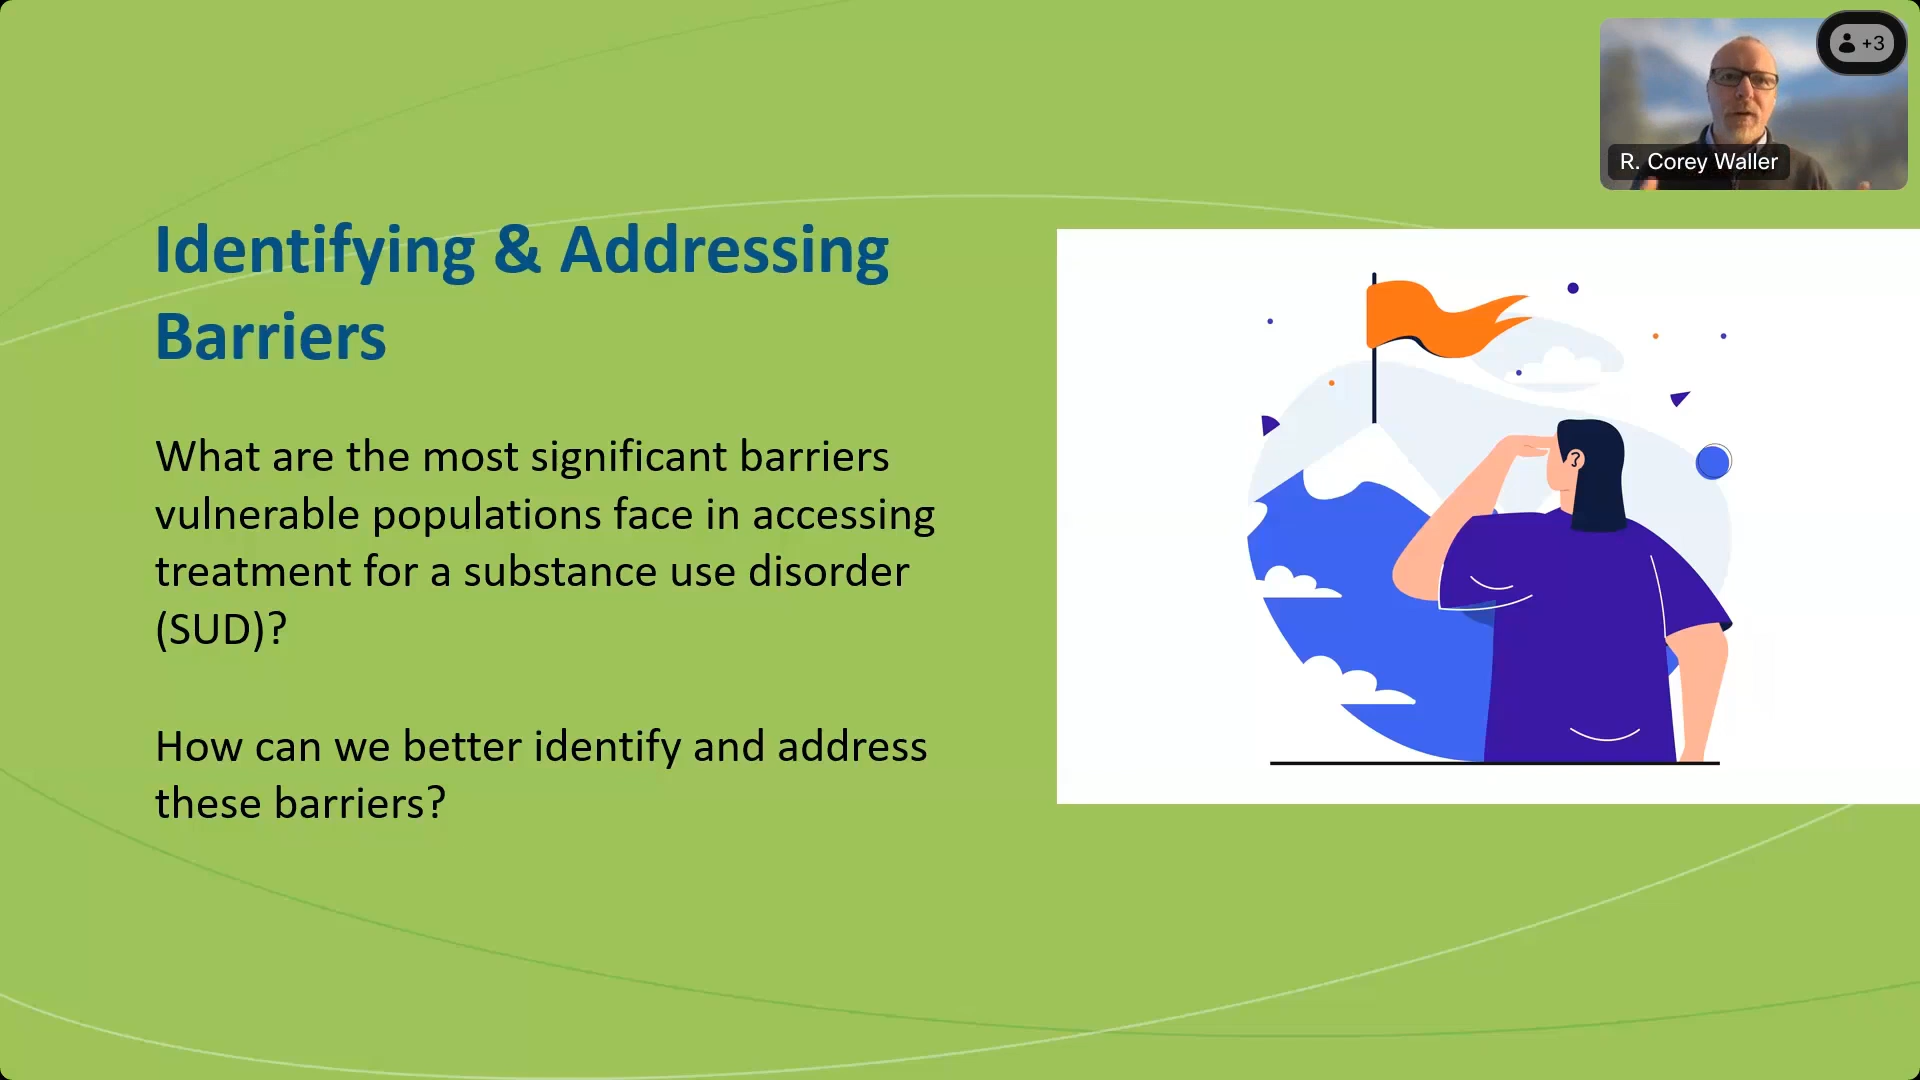 +3
R. Corey Waller
Identifying & Addressing
Barriers
What are the most significant barriers
vulnerable populations face in accessing
treatment for a substance use disorder
(SUD)?
How can we better identify and address
these barriers?